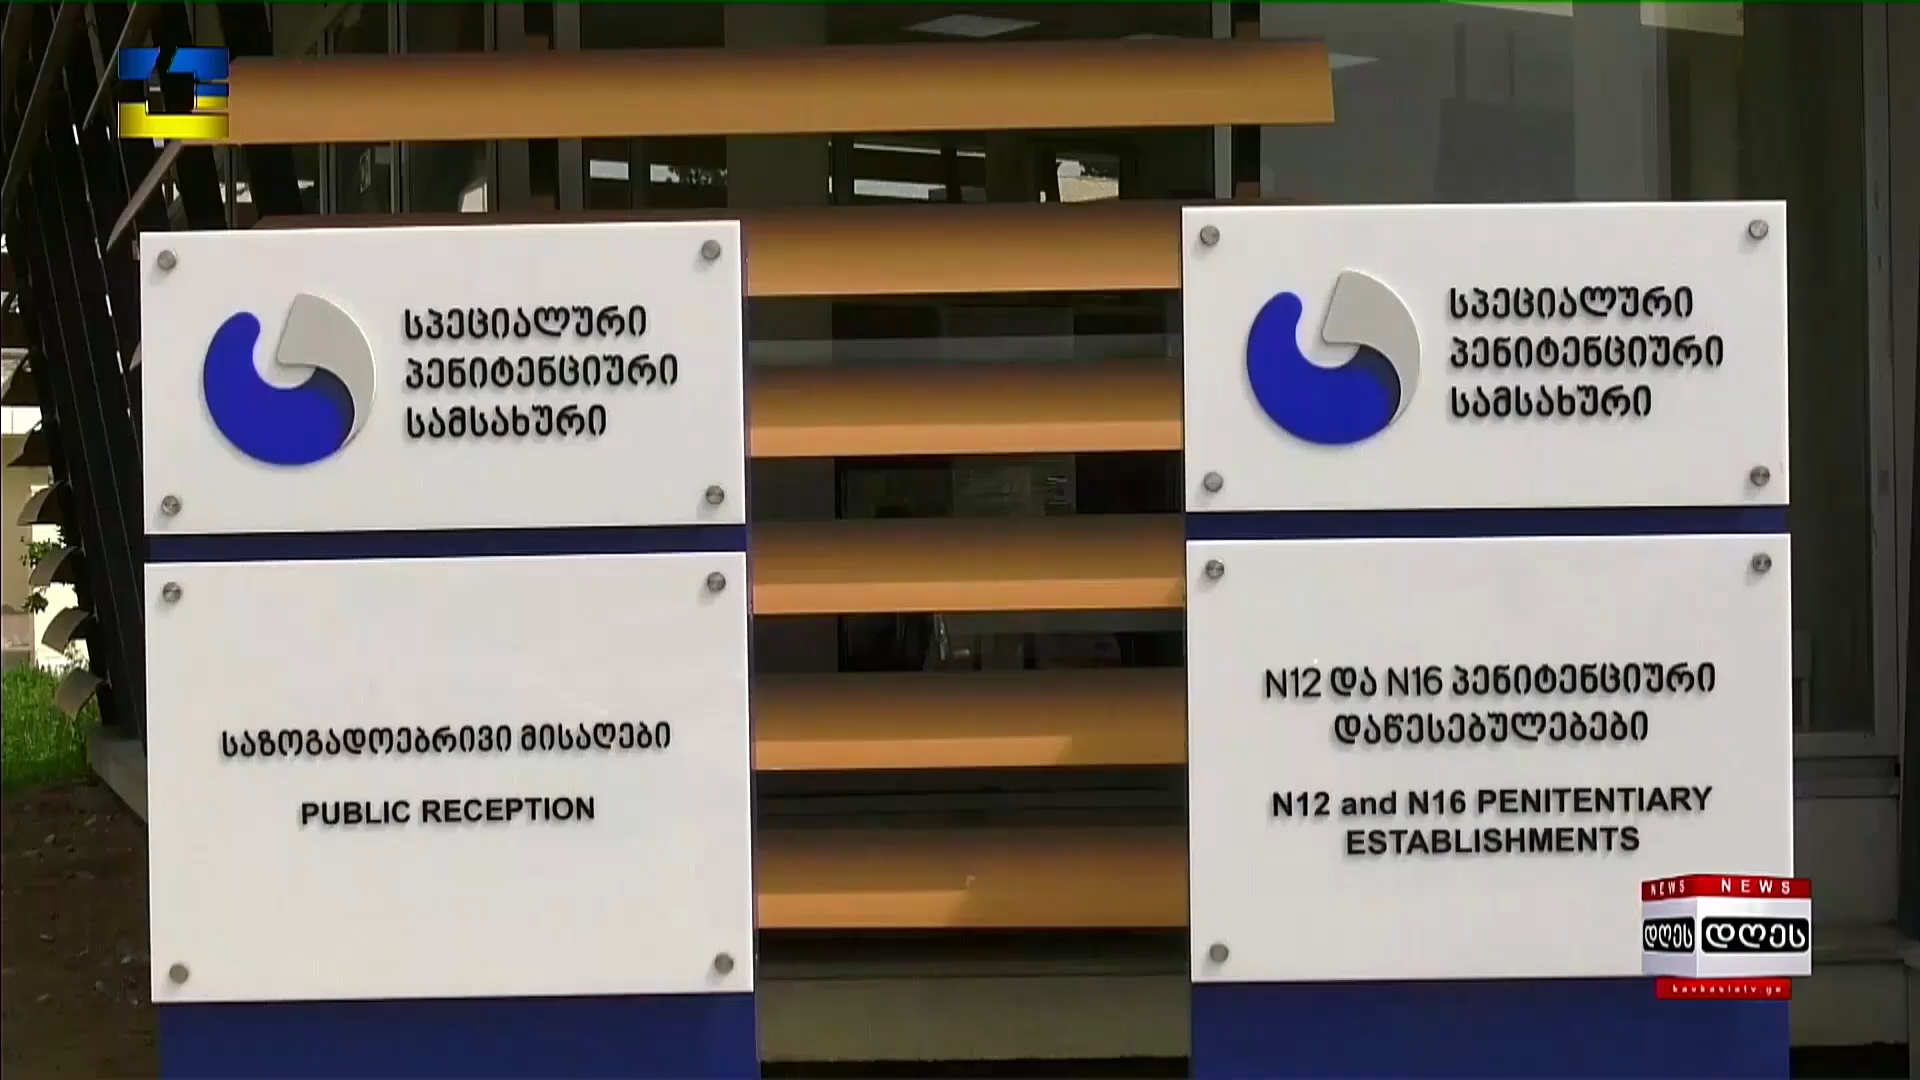 სპეციალური
პენიტენციური
სამსახური
საზოგადოებრივი მისაღები
PUBLIC RECEPTION
სპეციალური
პენიტენციური
სამსახური
N12 და N16 პენიტენციური
დაწესებულებები
N12 and N16 PENITENTIARY
ESTABLISHMENTS
NEWS NEWS
დღეს დღეს
kavkasiatv.ge